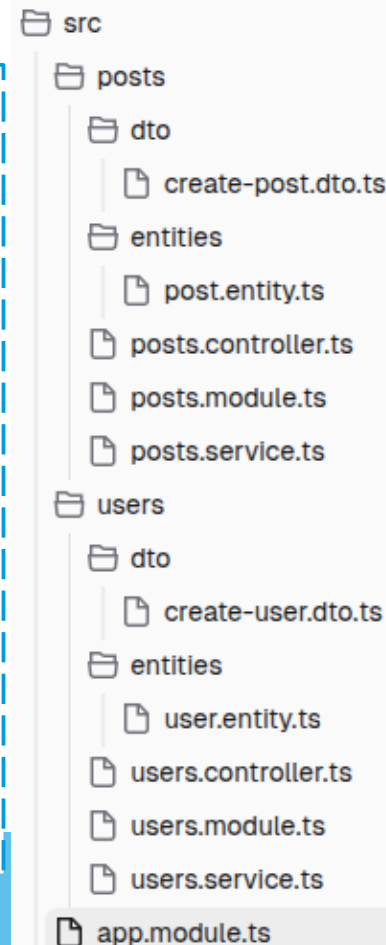 src
posts
dto
create-post.dto.ts
entities
post.entity.ts
posts.controller.ts
posts.module.ts
posts.service.ts
users
dto
create-user.dto.ts
entities
user.entity.ts
users.controller.ts
users.module.ts
users.service.ts
app.module.ts